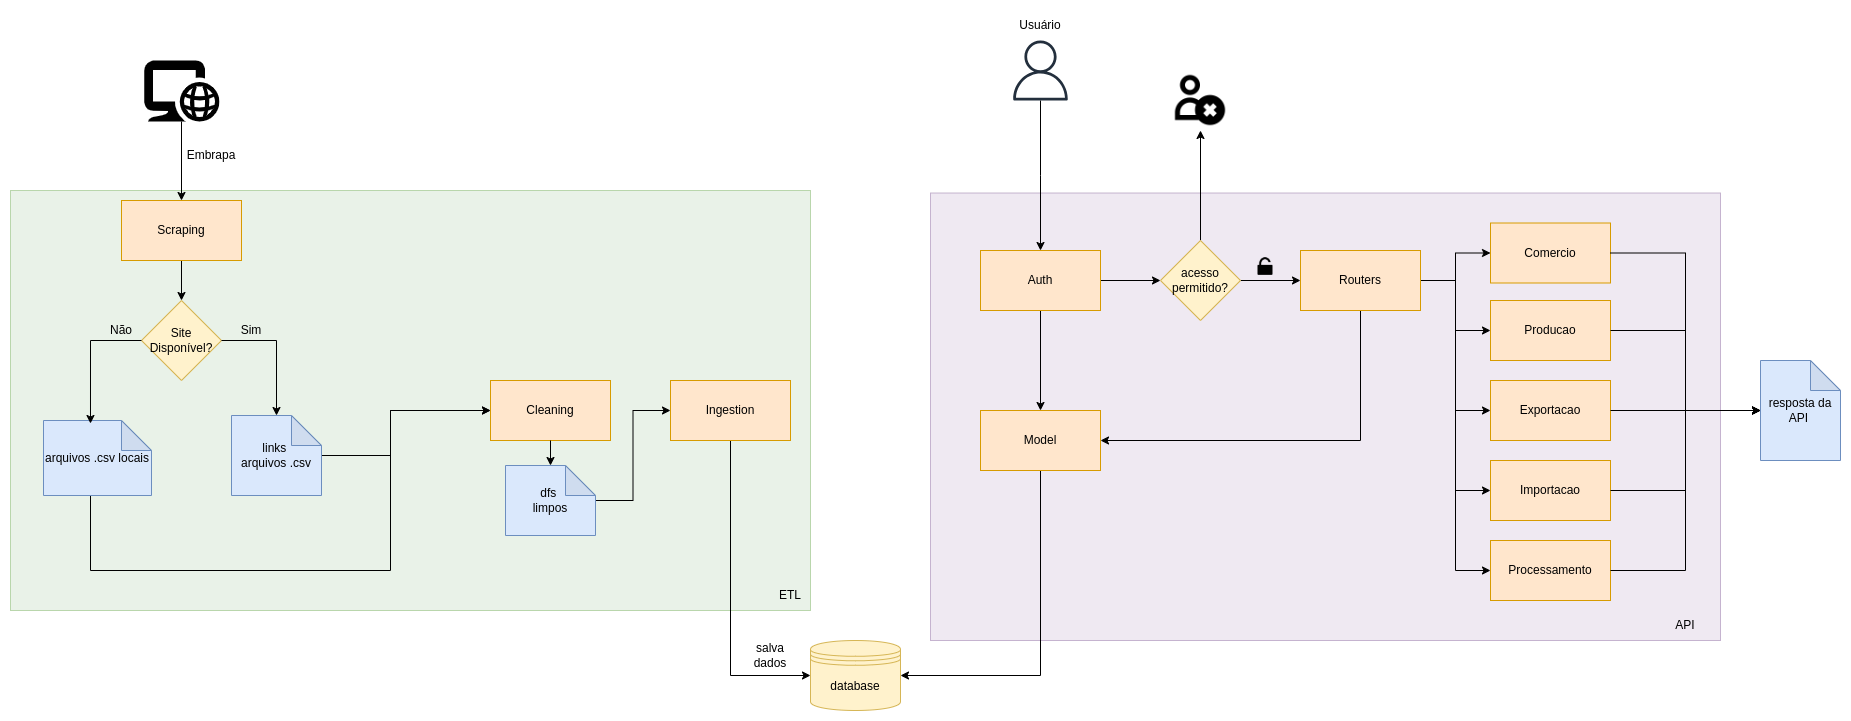 Usuário
Embrapa
Scraping
Não
Sim
Site
Disponível?
arquivos .csv locais
links
arquivos .csv
Cleaning
Ingestion
dfs
limpos
ETL
salva
dados
database
Auth
acesso
permitido?
Routers
Model
Comercio
Producao
Exportacao
Importacao
Processamento
API
resposta da
API